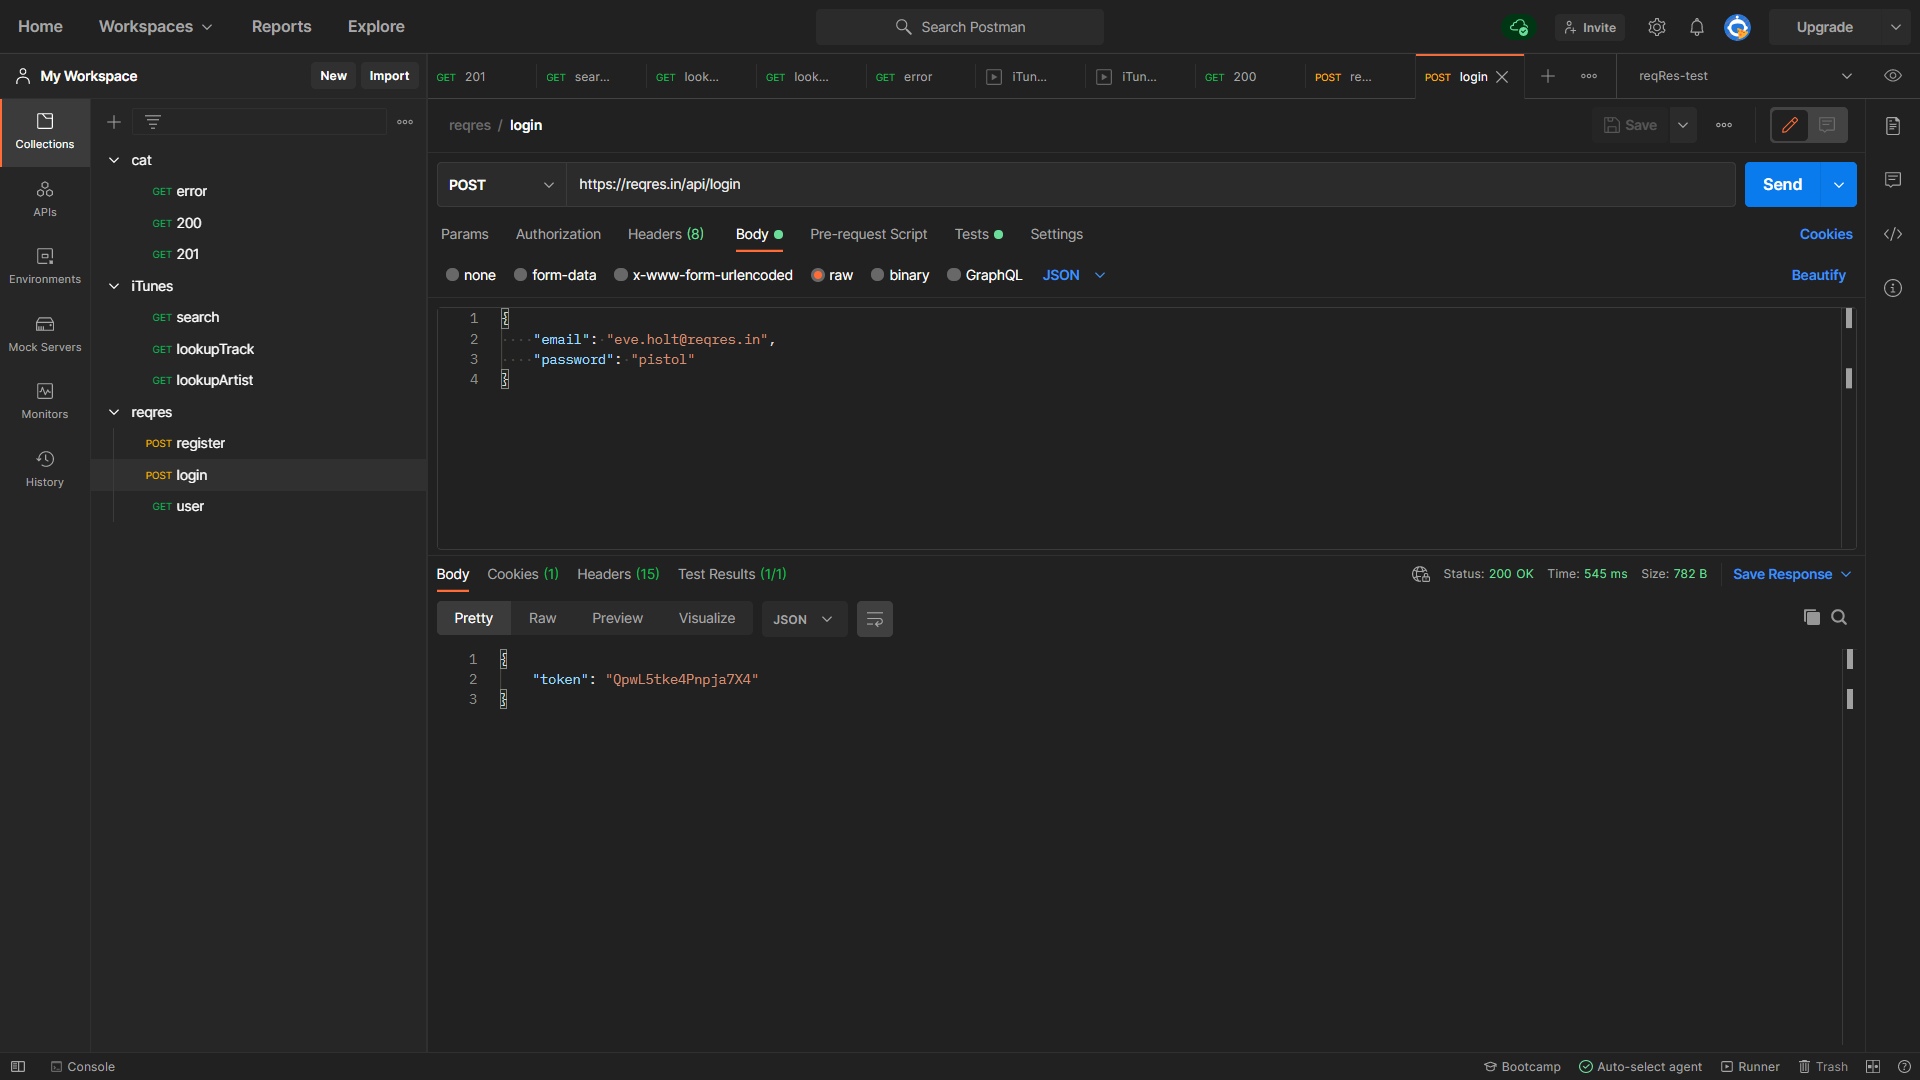 Home Workspaces Reports Explore Search Postman Invite Upgrade
My Workspace New Import GET 201 GET sear... GET look... GET look... GET error iTun... iTun... GET 200 POST re... POST login reqRes-test
Collections
APIs
Environments
Mock Servers
Monitors
History
cat
GET error
GET 200
GET 201
iTunes
GET search
GET lookupTrack
GET lookupArtist
reqres
POST register
POST login
GET user
reqres / login Save
POST https://reqres.in/api/login Send
Params Authorization Headers (8) Body Pre-request Script Tests Settings Cookies
none form-data x-www-form-urlencoded raw binary GraphQL JSON Beautify
1 {
2 "email": "eve.holt@reqres.in",
3 "password": "pistol"
4 }
Body Cookies (1) Headers (15) Test Results (1/1) Status: 200 OK Time: 545 ms Size: 782 B Save Response
Pretty Raw Preview Visualize JSON
1 {
2 "token": "QpwL5tke4Pnpja7X4"
3 }
Console Bootcamp Auto-select agent Runner Trash